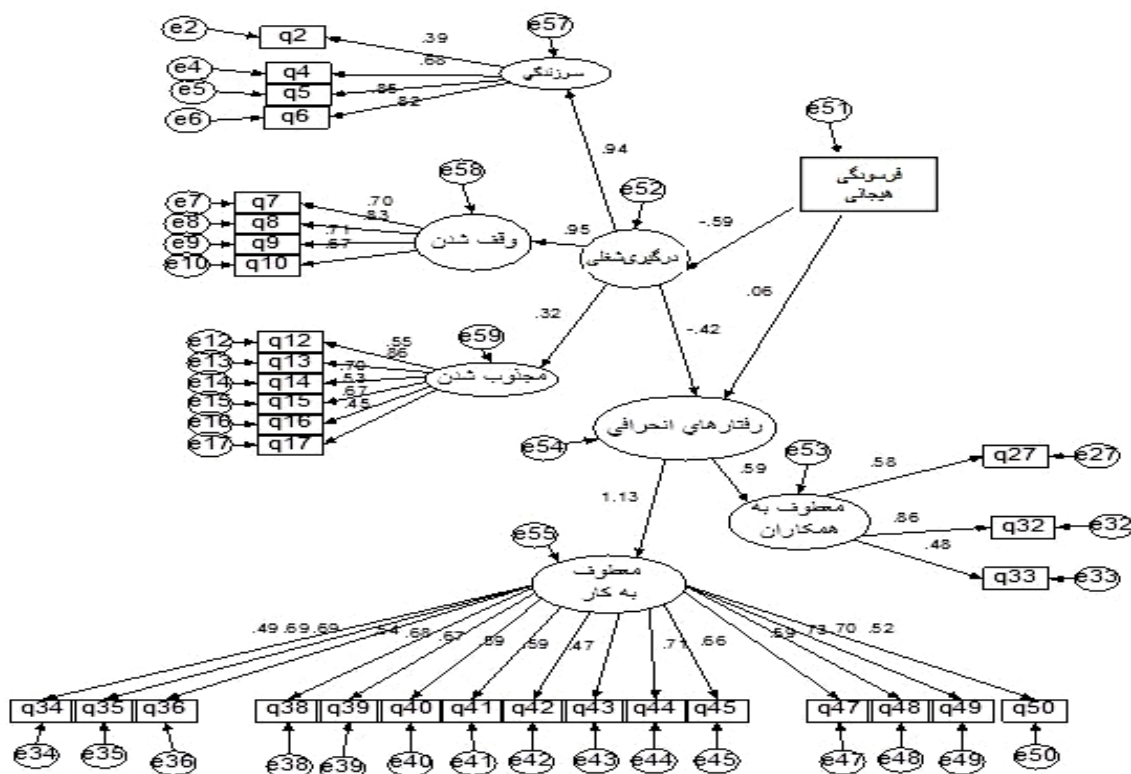 e57
e2
q2
.39
e4
q4
.68
سرزندگي
e5
q5
.85
e6
q6
.82
e51
.94
فرسودگی
هیجانی
e58
e52
e7
q7
.70
e8
q8
.83
e9
q9
.71
e10
q10
.67
وقف شدن
.95
درگیری‌شغلی
-.59
.06
.32
-.42
e59
e12
q12
.55
e13
q13
.86
e14
q14
.70
e15
q15
.53
e16
q16
.67
e17
q17
.45
مجذوب شدن
رفتارهاي انحرافي
e54
.59
e53
.58
q27
e27
1.13
معطوف به
همکاران
.86
q32
e32
.48
q33
e33
e55
معطوف
به کار
.49
.69
.69
.54
.68
.67
.59
.47
.71
.66
.59
.73
.70
.52
q34
q35
q36
q38
q39
q40
q41
q42
q43
q44
q45
q47
q48
q49
q50
e34
e35
e36
e38
e39
e40
e41
e42
e43
e44
e45
e47
e48
e49
e50